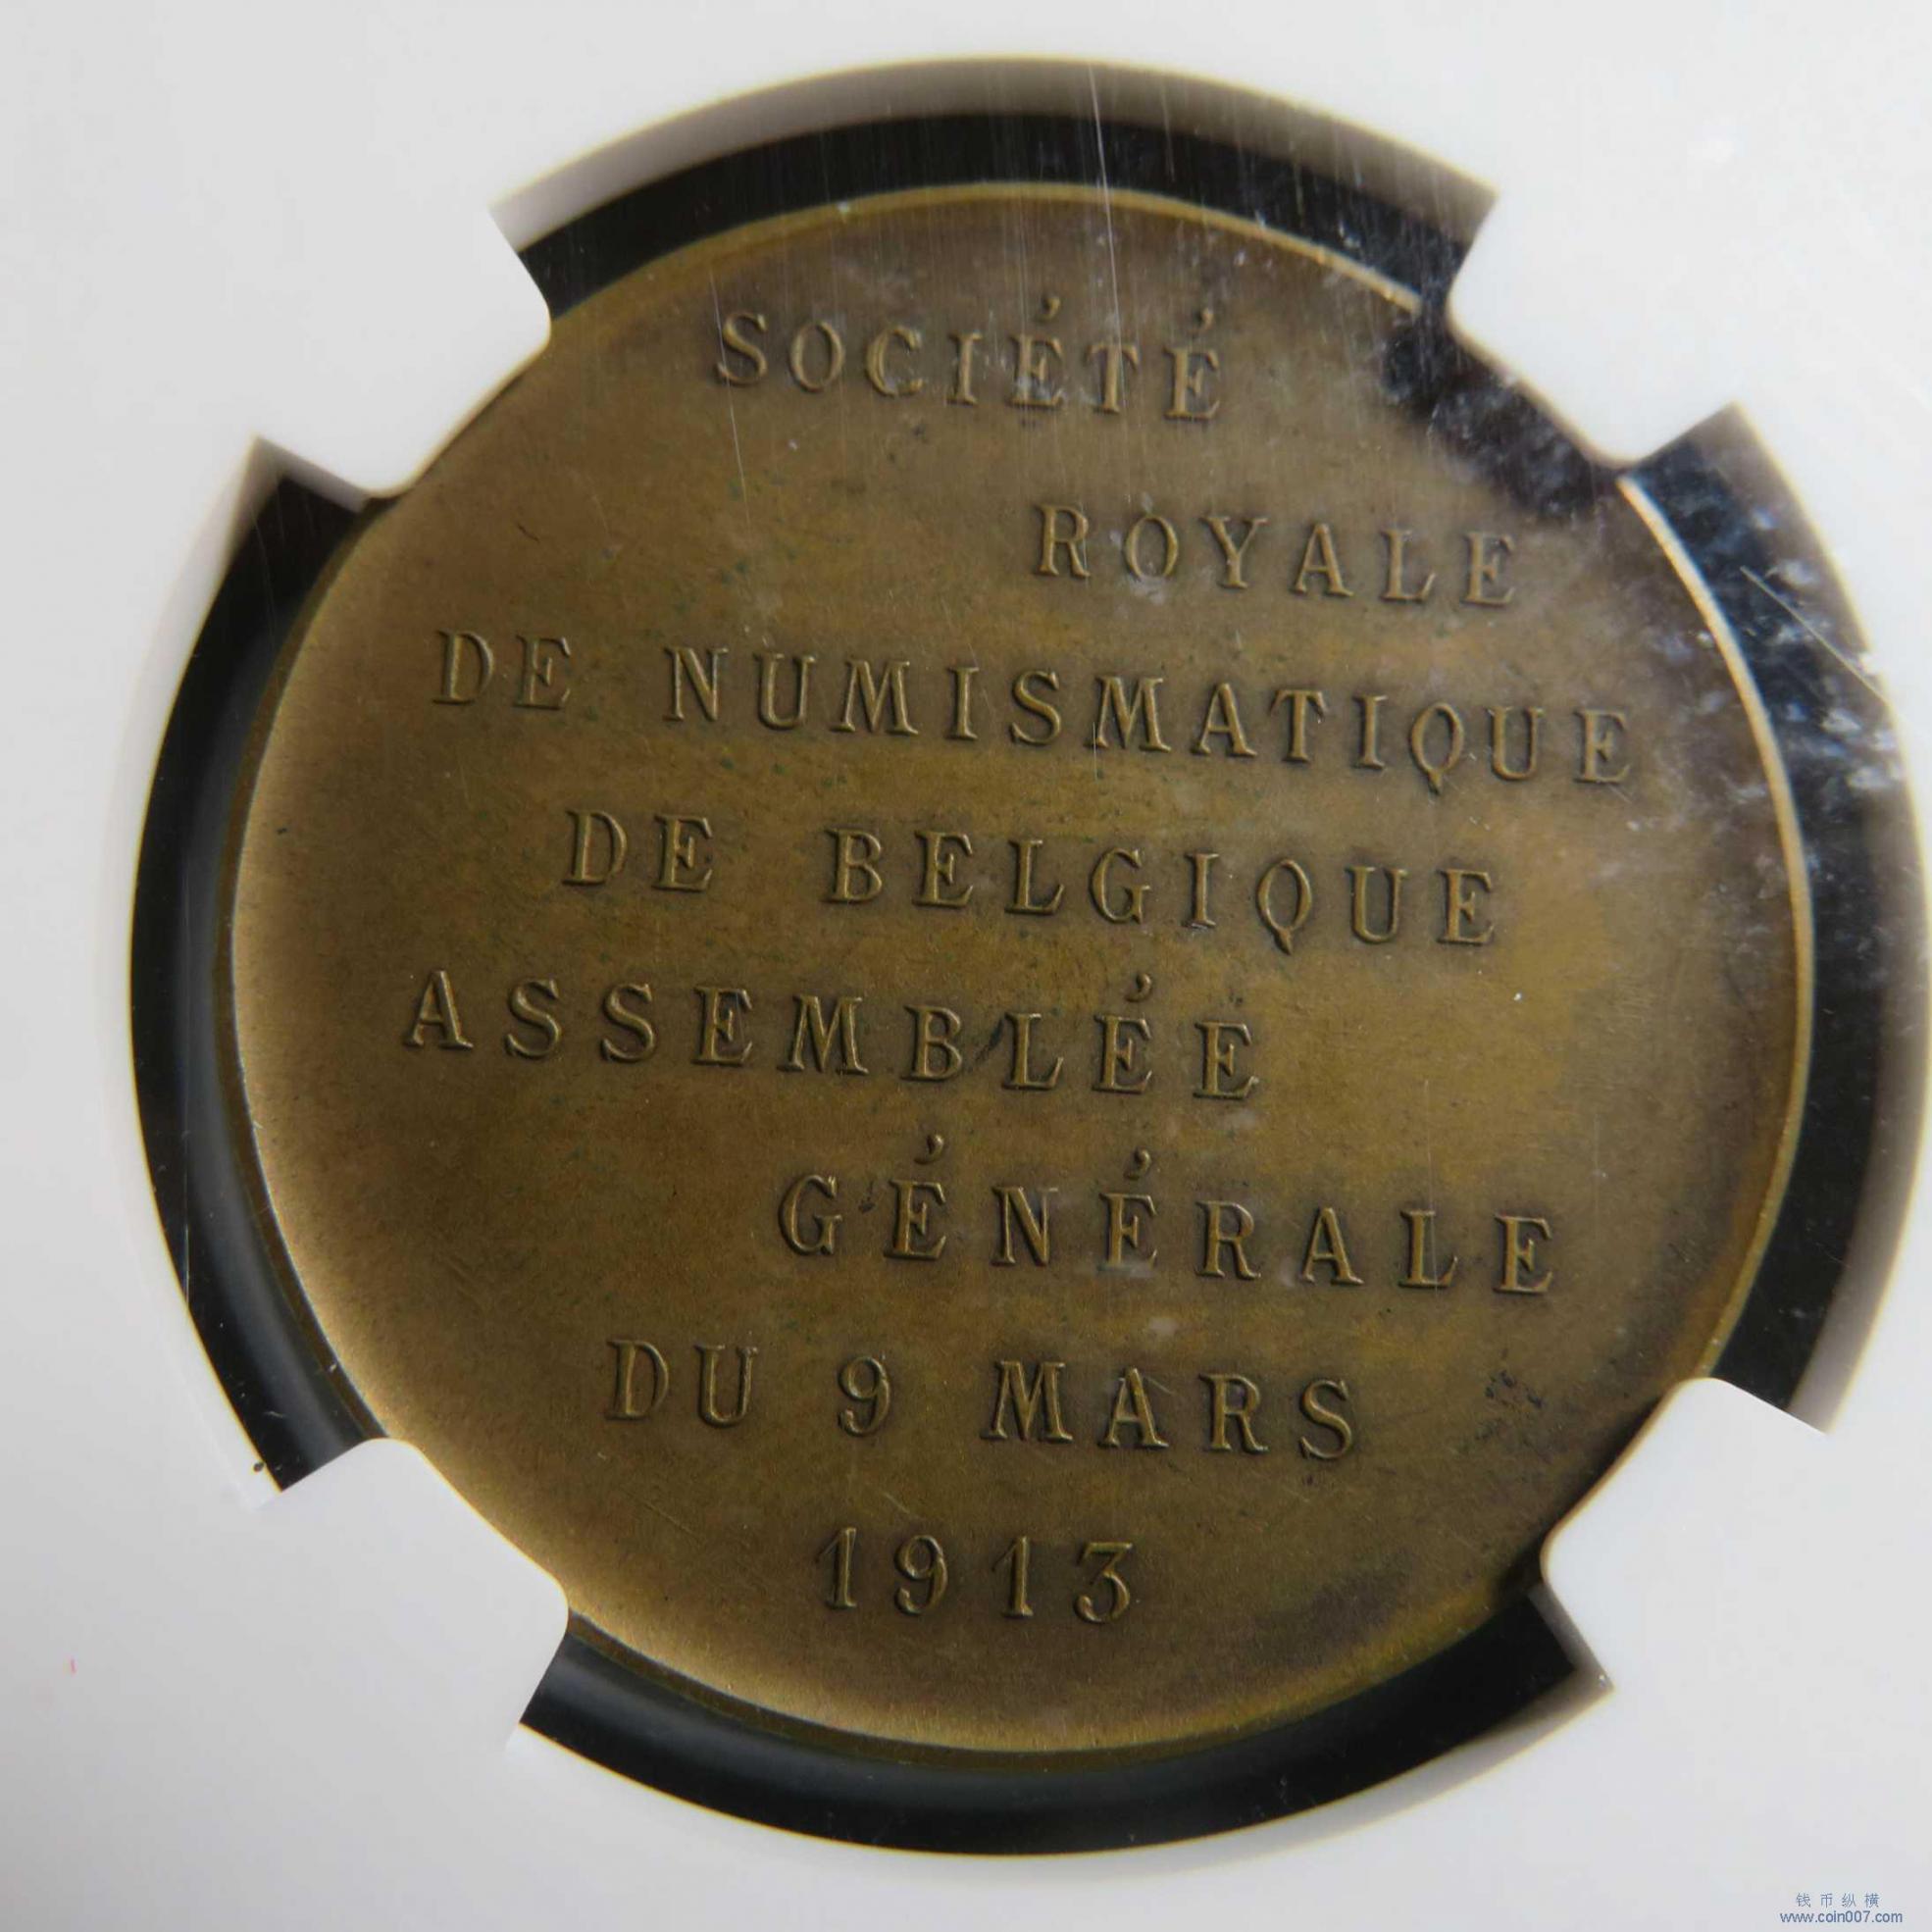 SOCIÉTÉ
ROYALE
DE NUMISMATIQUE
DE BELGIQUE
ASSEMBLÉE
GÉNÉRALE
DU 9 MARS
1913
钱币纵横
www.coin007.com